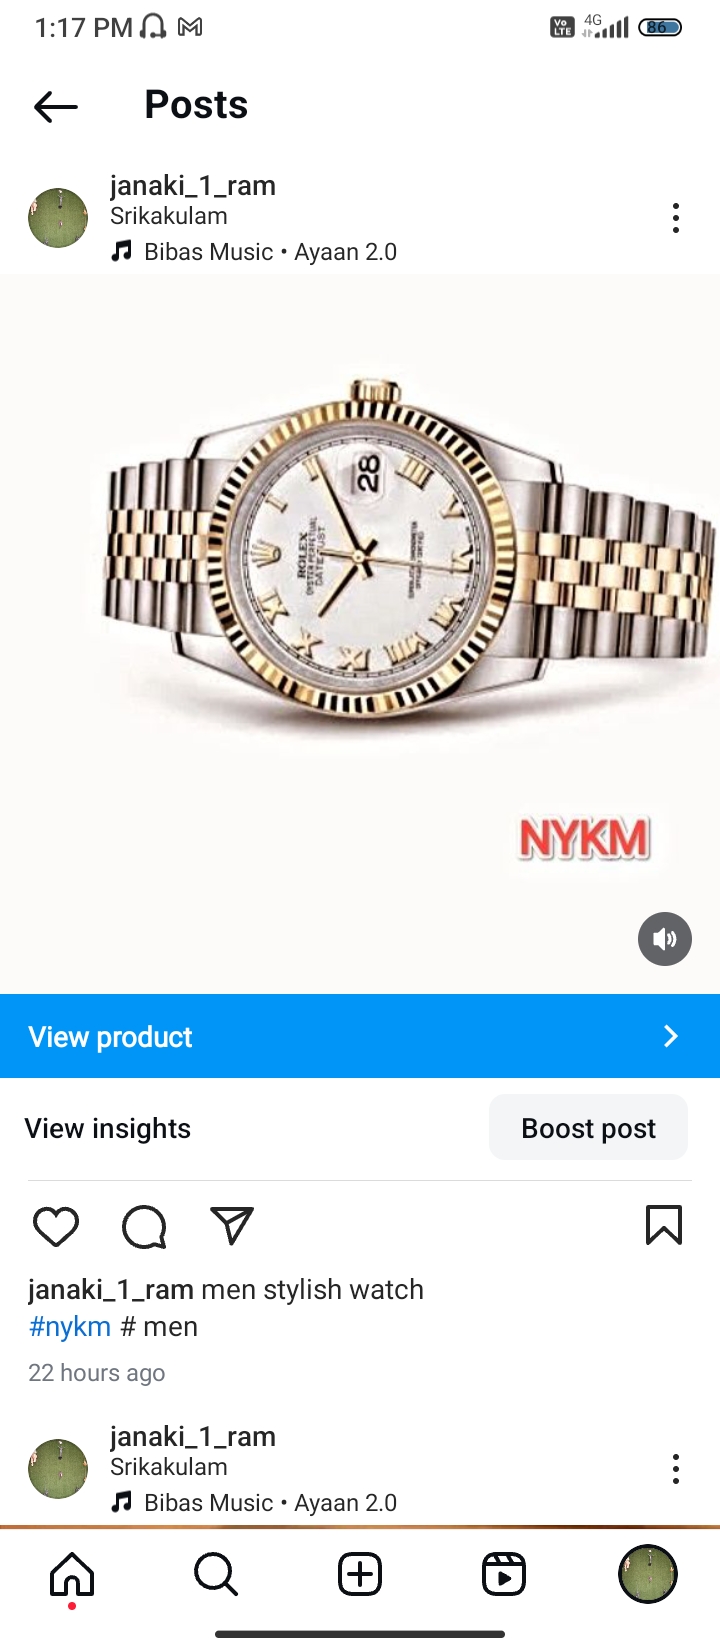 1:17 PM
Vo
LTE
4G
86
Posts
janaki_1_ram
Srikakulam
Bibas Music • Ayaan 2.0
28
ROLEX
OYSTER PERPETUAL
DATEJUST
NYKM
View product
View insights
Boost post
janaki_1_ram men stylish watch
#nykm # men
22 hours ago
janaki_1_ram
Srikakulam
Bibas Music • Ayaan 2.0